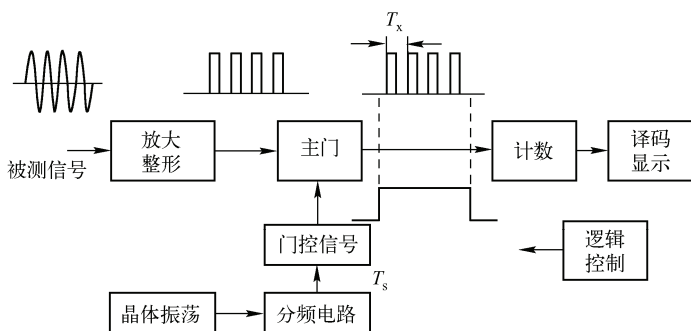 Tx
放大
整形
主门
计数
译码
显示
被测信号
门控信号
逻辑
控制
Ts
晶体振荡
分频电路